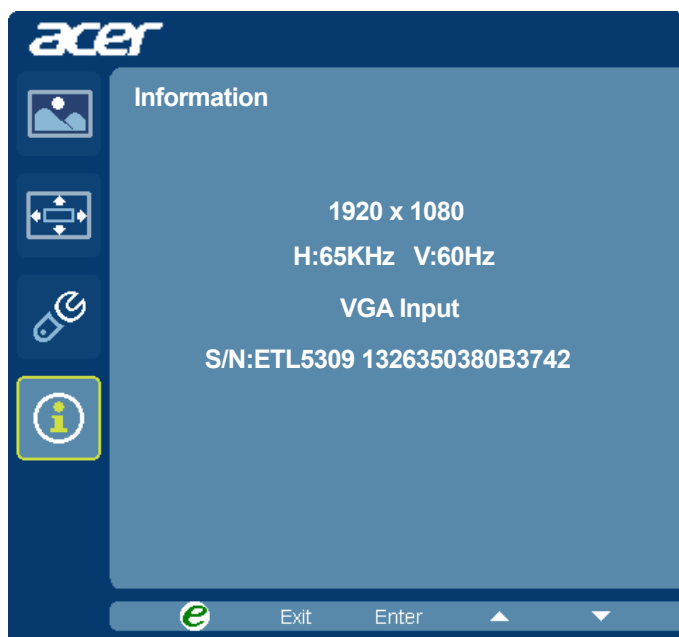 acer
Information
1920 x 1080
H:65KHz V:60Hz
VGA Input
S/N:ETL5309 1326350380B3742
e Exit Enter